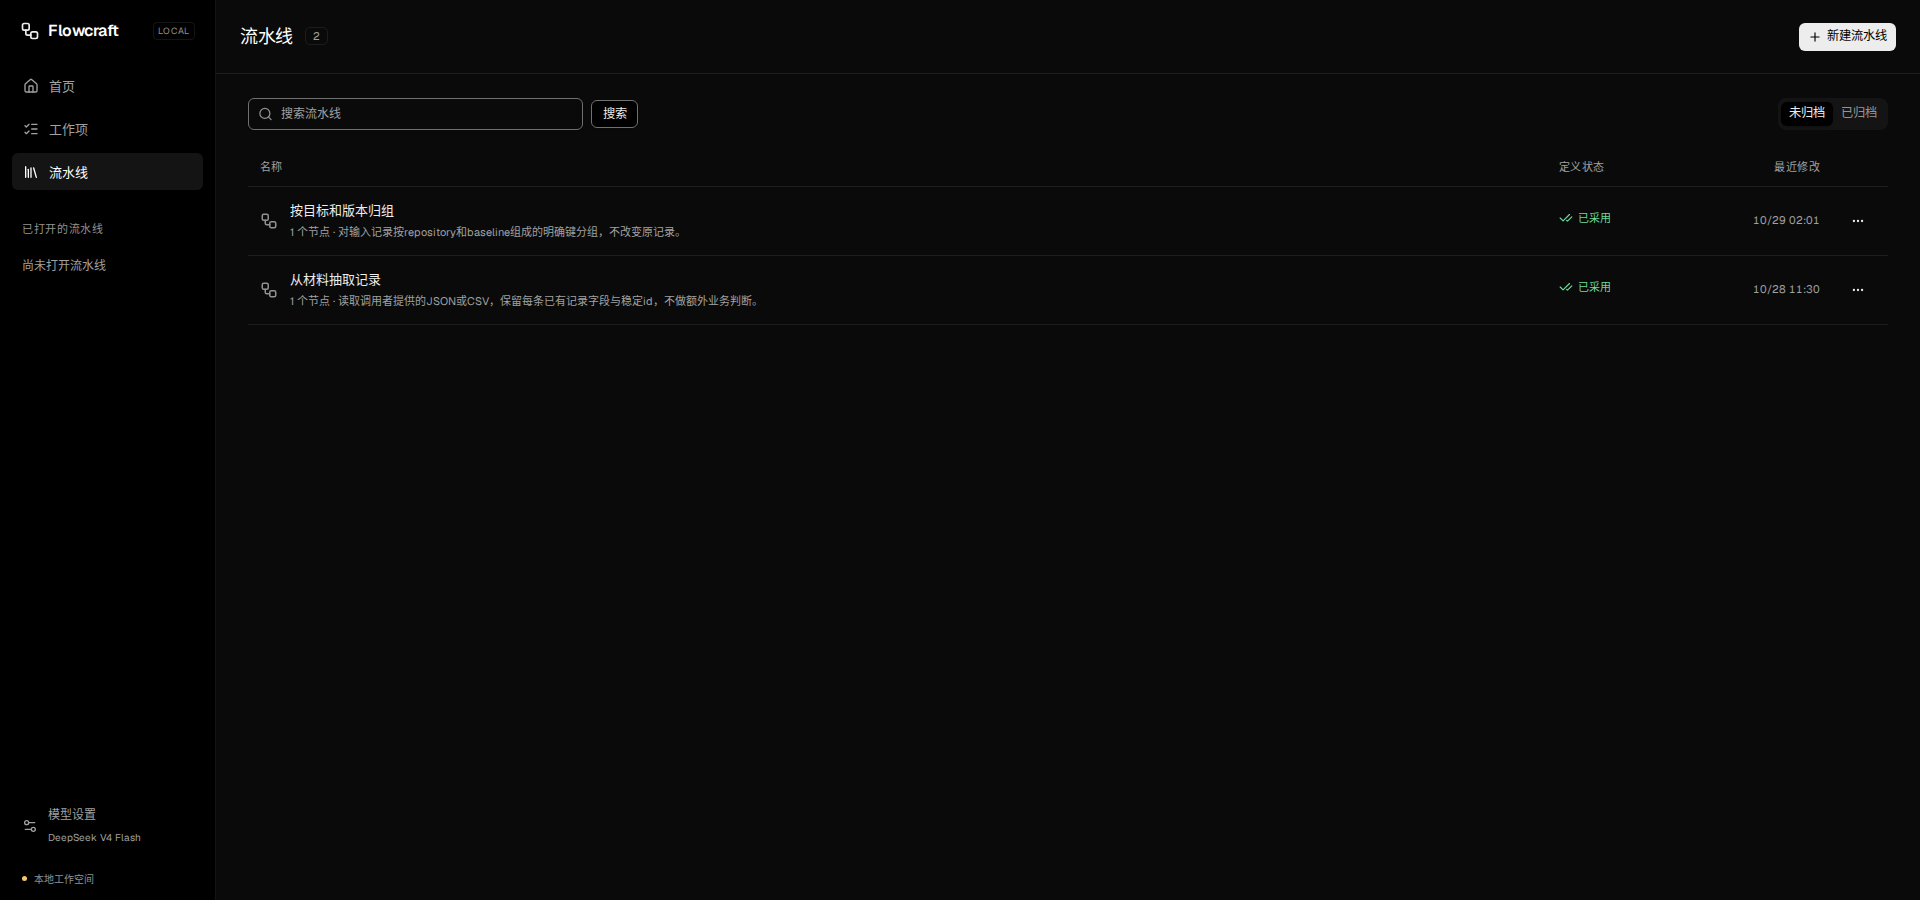 Flowcraft LOCAL
首页
工作项
流水线
已打开的流水线
尚未打开流水线
模型设置
DeepSeek V4 Flash
本地工作空间
流水线 2
+ 新建流水线
搜索流水线 搜索
未归档 已归档
名称 定义状态 最近修改
按目标和版本归组
1 个节点 · 对输入记录按repository和baseline组成的明确键分组，不改变原记录。
已采用 10/29 02:01 ···
从材料抽取记录
1 个节点 · 读取调用者提供的JSON或CSV，保留每条已有记录字段与稳定id，不做额外业务判断。
已采用 10/28 11:30 ···